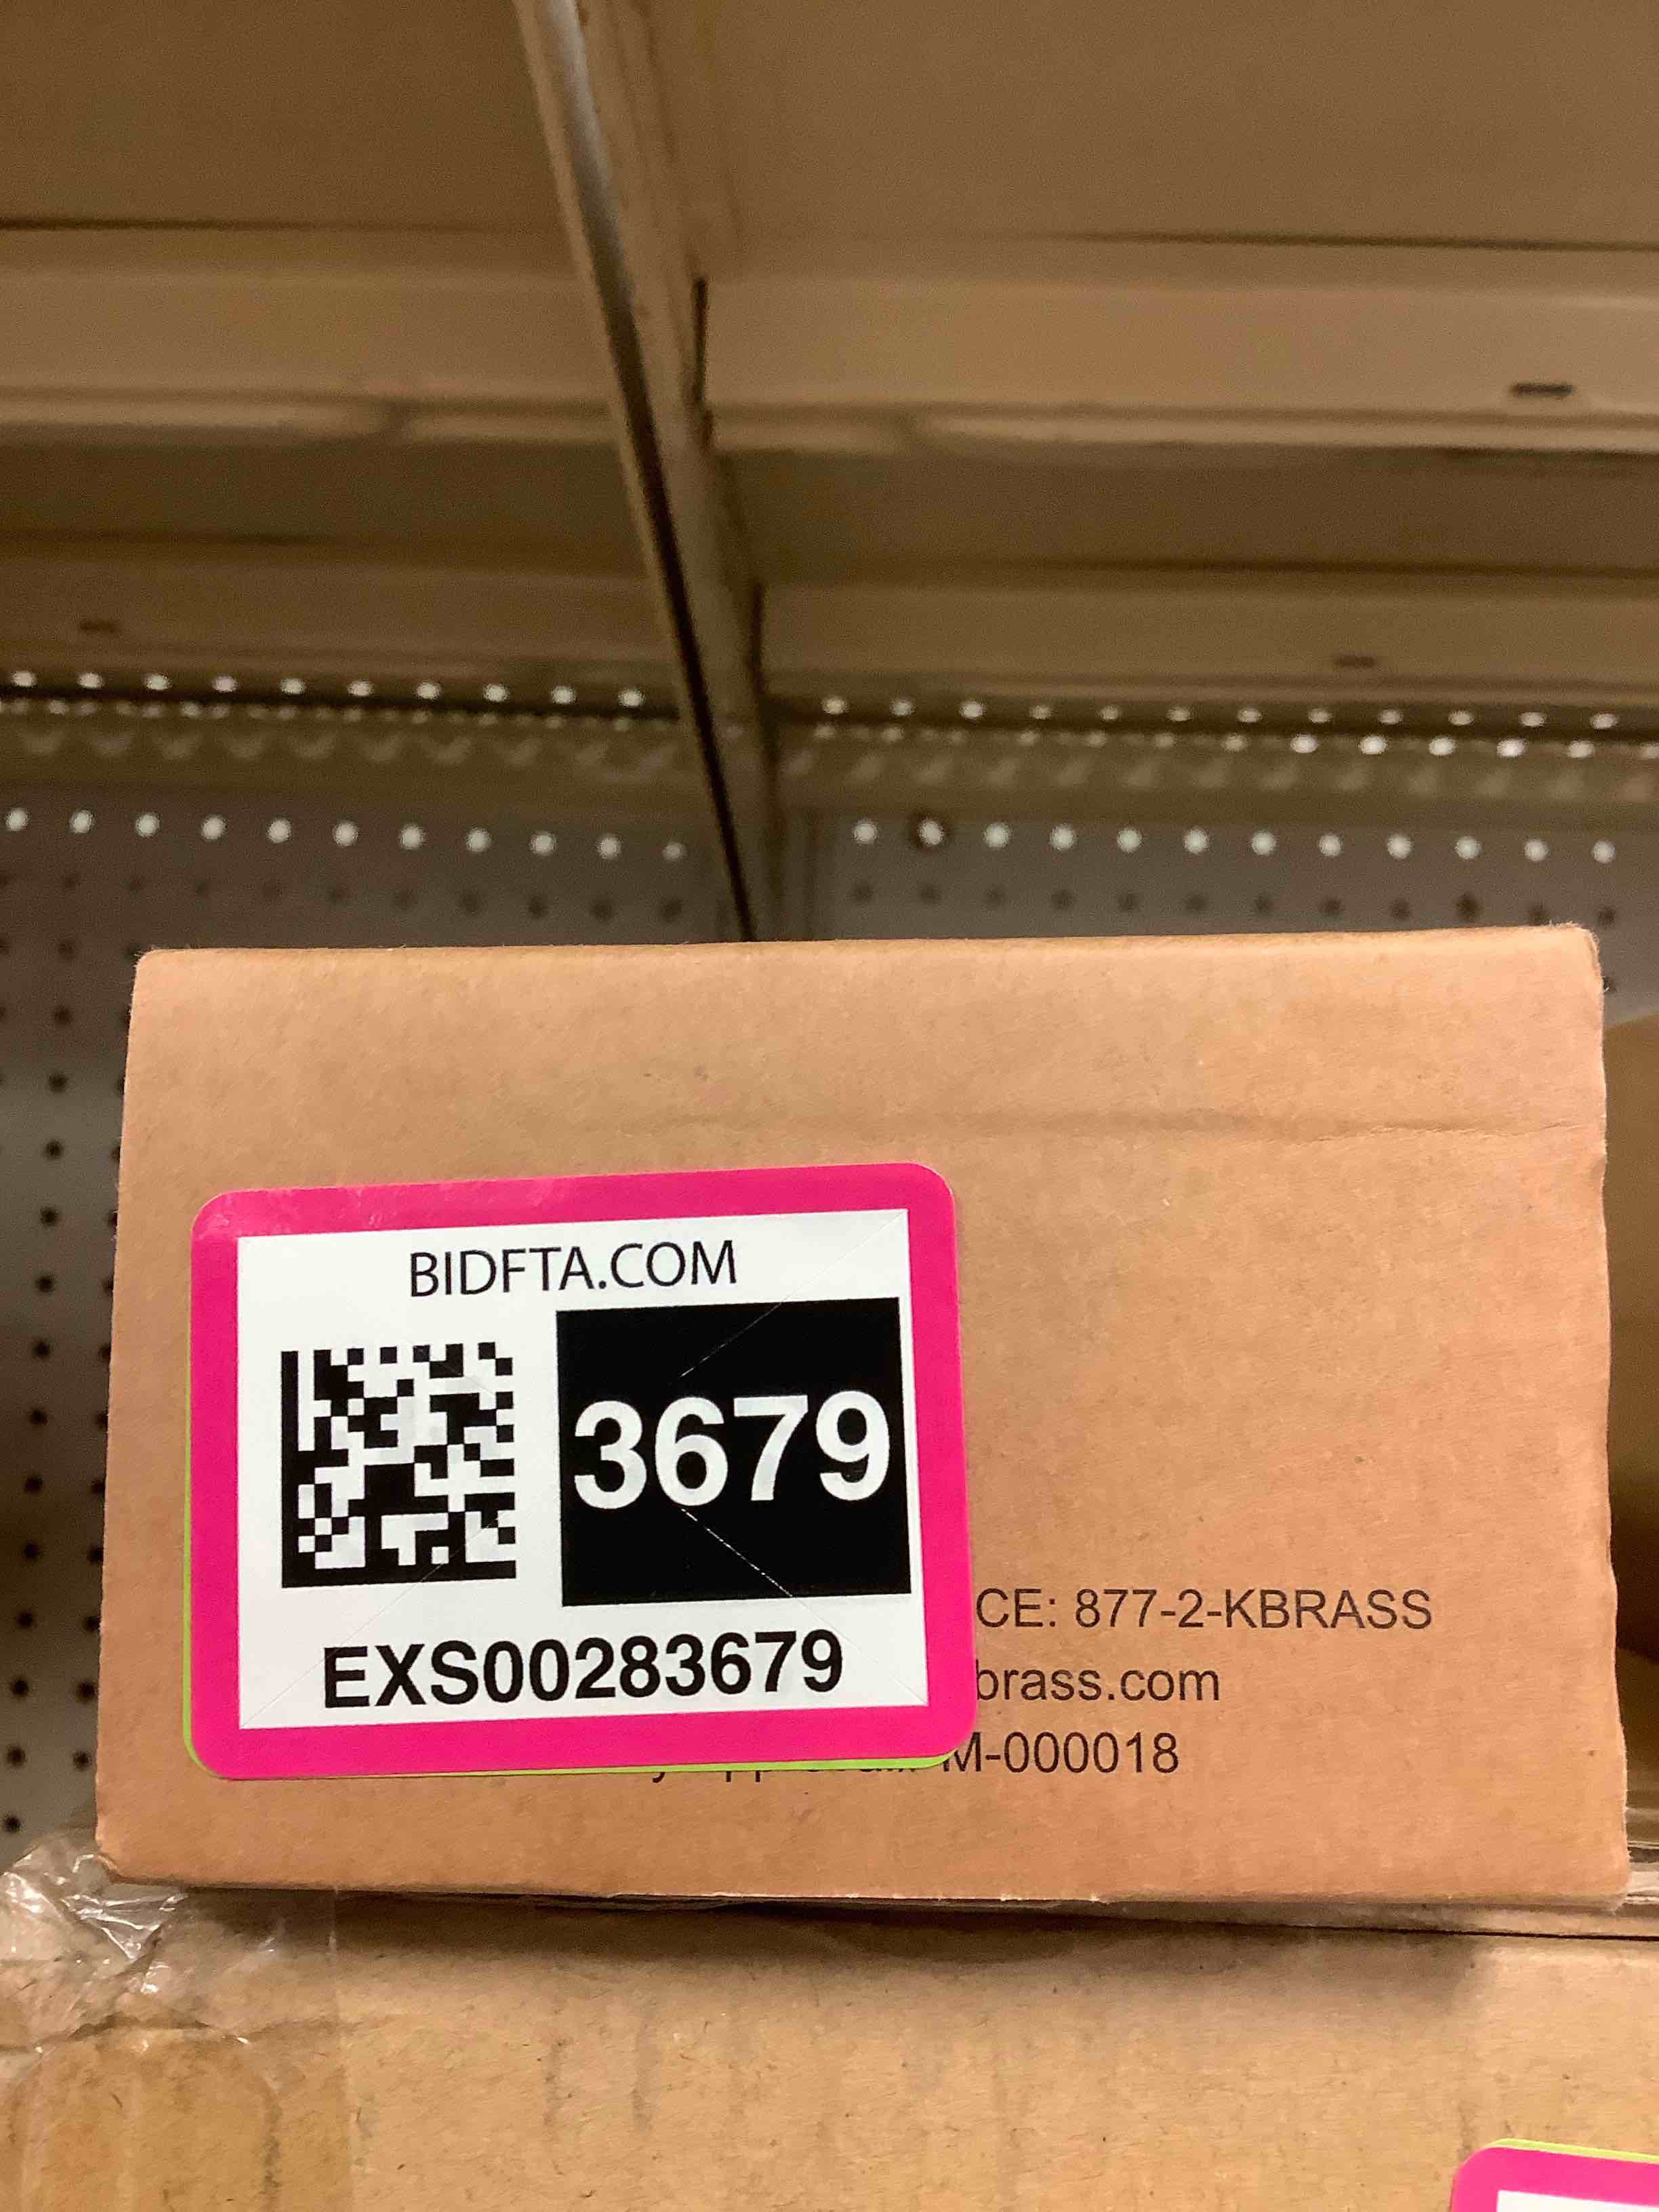 BIDFTA.COM
3679
EXS00283679
CE: 877-2-KBRASS
brass.com
M-000018